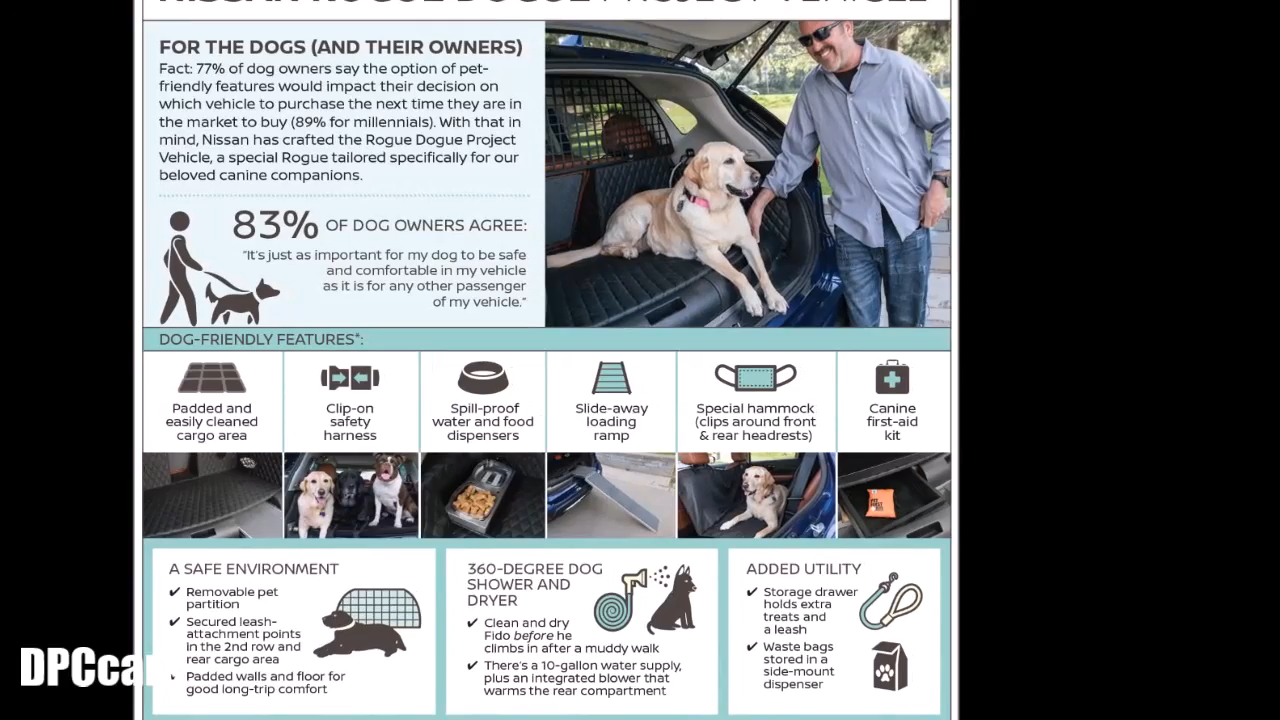 NISSAN ROGUE DOGUE PROJECT VEHICLE
FOR THE DOGS (AND THEIR OWNERS)
Fact: 77% of dog owners say the option of pet-
friendly features would impact their decision on
which vehicle to purchase the next time they are in
the market to buy (89% for millennials). With that in
mind, Nissan has crafted the Rogue Dogue Project
Vehicle, a special Rogue tailored specifically for our
beloved canine companions.
83% OF DOG OWNERS AGREE:
"It's just as important for my dog to be safe
and comfortable in my vehicle
as it is for any other passenger
of my vehicle."
DOG-FRIENDLY FEATURES*:
Padded and
easily cleaned
cargo area
Clip-on
safety
harness
Spill-proof
water and food
dispensers
Slide-away
loading
ramp
Special hammock
(clips around front
& rear headrests)
Canine
first-aid
kit
A SAFE ENVIRONMENT
✔ Removable pet
partition
✔ Secured leash-
attachment points
in the 2nd row and
rear cargo area
Padded walls and floor for
good long-trip comfort
360-DEGREE DOG
SHOWER AND
DRYER
✔ Clean and dry
Fido before he
climbs in after a muddy walk
✔ There's a 10-gallon water supply,
plus an integrated blower that
warms the rear compartment
ADDED UTILITY
✔ Storage drawer
holds extra
treats and
a leash
✔ Waste bags
stored in a
side-mount
dispenser
DPCca